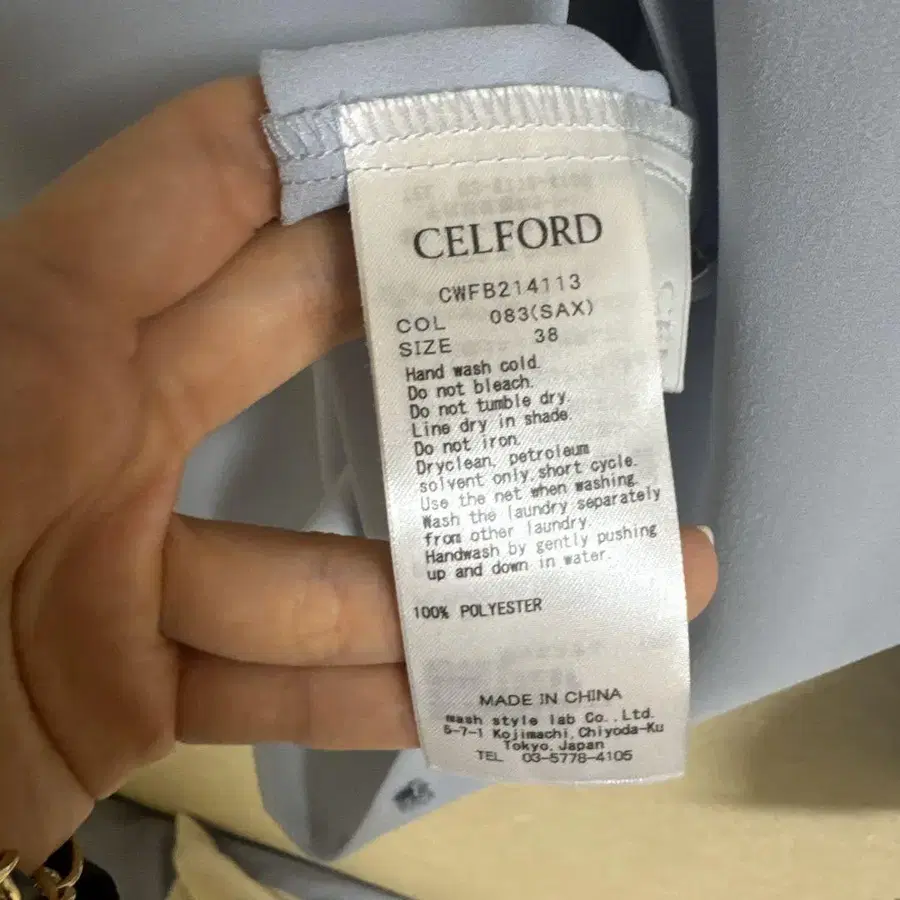 CELFORD
CWFB214113
COL 083(SAX)
SIZE 38
Hand wash cold.
Do not bleach.
Do not tumble dry.
Line dry in shade.
Do not iron.
Dryclean, petroleum
solvent only,short cycle.
Use the net when washing.
Wash the laundry separately
from other laundry.
Handwash by gently pushing
up and down in water.
100% POLYESTER
MADE IN CHINA
mash style lab Co.,Ltd.
5-7-1 Kojimachi,Chiyoda-Ku
Tokyo,Japan
TEL 03-5778-4105